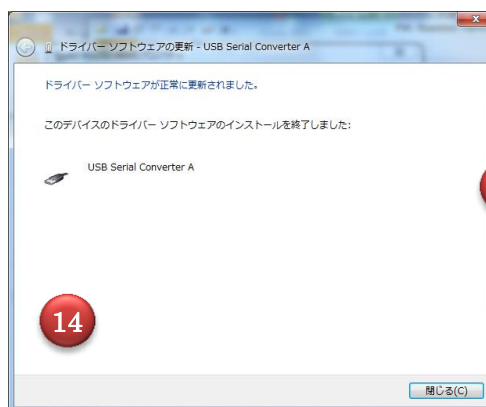 ドライバー ソフトウェアの更新 - USB Serial Converter A
ドライバー ソフトウェアが正常に更新されました。
このデバイスのドライバー ソフトウェアのインストールを終了しました:
USB Serial Converter A
14
閉じる(C)